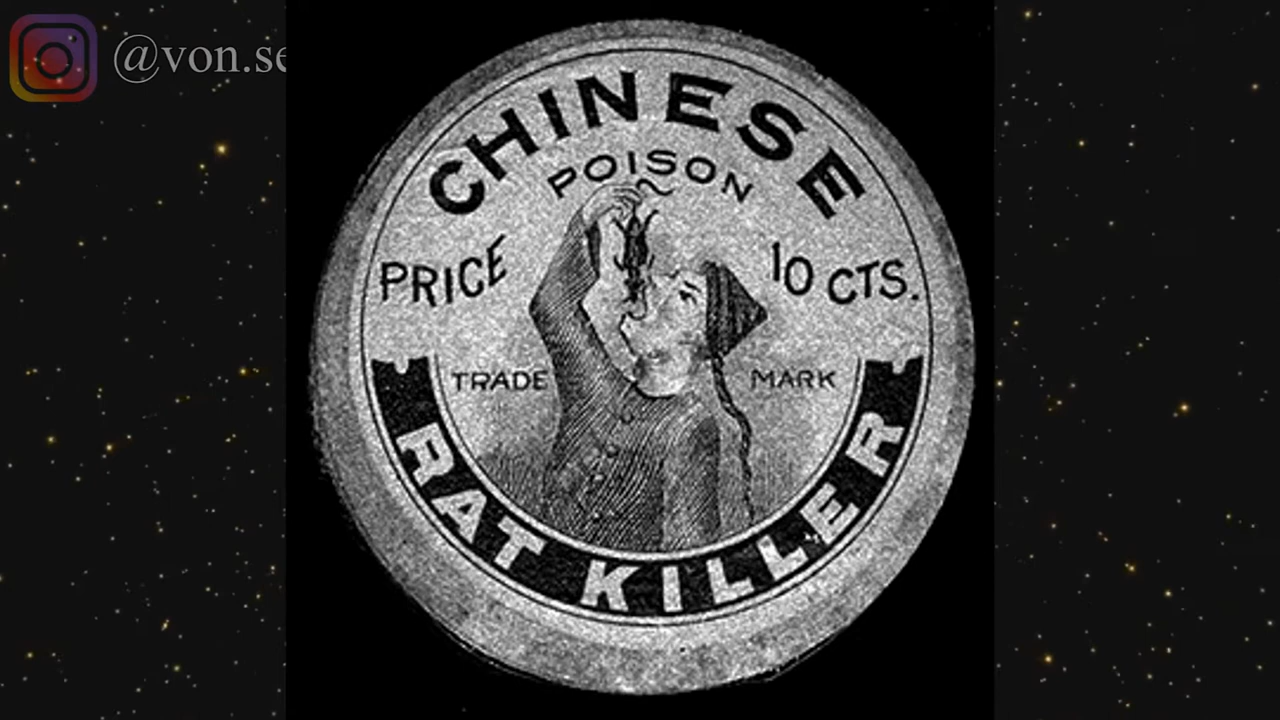 @von.se
CHINESE
POISON
PRICE 10 CTS.
TRADE MARK
RAT KILLER